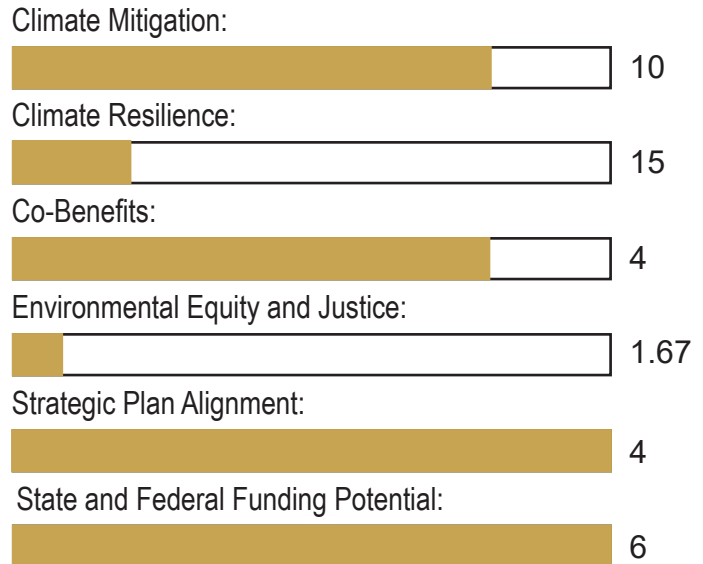 Climate Mitigation:
10
Climate Resilience:
15
Co-Benefits:
4
Environmental Equity and Justice:
1.67
Strategic Plan Alignment:
4
State and Federal Funding Potential:
6